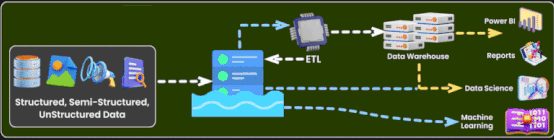 Structured, Semi-Structured,
UnStructured Data
ETL
Data Warehouse
Power BI
Reports
Data Science
Machine
Learning